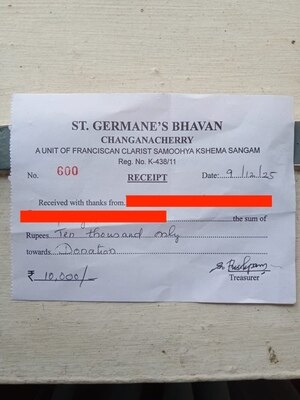 ST. GERMANE'S BHAVAN
CHANGANACHERRY
A UNIT OF FRANCISCAN CLARIST SAMOOHYA KSHEMA SANGAM
Reg. No. K-438/11
No. 600 RECEIPT Date: 9/12/25
Received with thanks from
the sum of
Rupees Ten thousand only
towards Donation
₹ 10,000/-
Treasurer